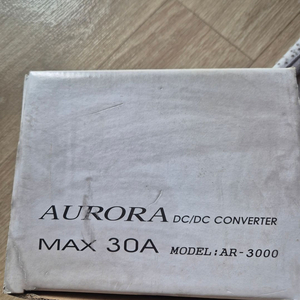 AURORA DC/DC CONVERTER
MAX 30A MODEL:AR-3000